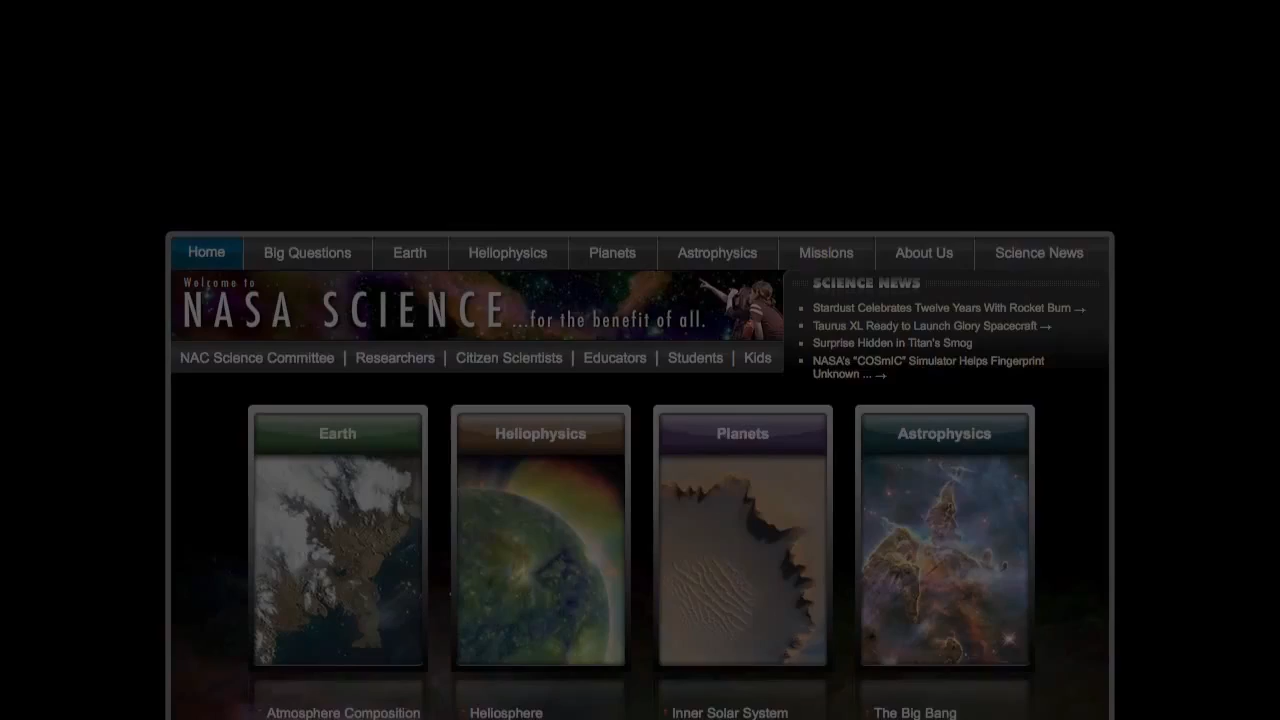 Home Big Questions Earth Heliophysics Planets Astrophysics Missions About Us Science News
Welcome to
NASA SCIENCE ...for the benefit of all.
NAC Science Committee | Researchers | Citizen Scientists | Educators | Students | Kids
SCIENCE NEWS
Stardust Celebrates Twelve Years With Rocket Burn →
Taurus XL Ready to Launch Glory Spacecraft →
Surprise Hidden in Titan's Smog
NASA's "COSmIC" Simulator Helps Fingerprint
Unknown ... →
Earth Heliophysics Planets Astrophysics
Atmosphere Composition Heliosphere Inner Solar System The Big Bang